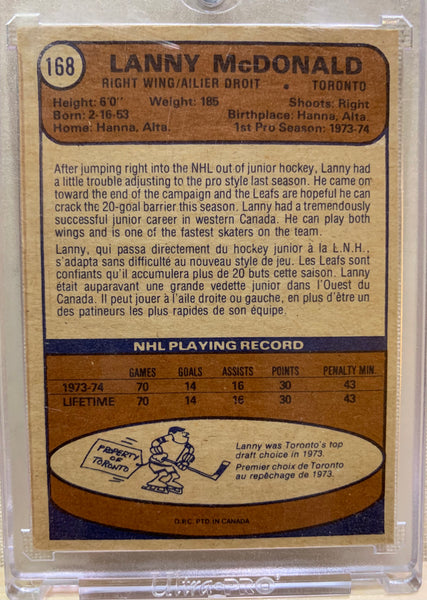 168 LANNY McDONALD
RIGHT WING/AILIER DROIT • TORONTO
Height: 6'0" Weight: 185 Shoots: Right
Born: 2-16-53 Birthplace: Hanna, Alta.
Home: Hanna, Alta. 1st Pro Season: 1973-74
After jumping right into the NHL out of junior hockey, Lanny had
a little trouble adjusting to the pro style last season. He came on
toward the end of the campaign and the Leafs are hopeful he can
crack the 20-goal barrier this season. Lanny had a tremendously
successful junior career in western Canada. He can play both
wings and is one of the fastest skaters on the team.
Lanny, qui passa directement du hockey junior à la L.N.H.,
s'adapta sans difficulté au nouveau style de jeu. Les Leafs sont
confiants qu'il accumulera plus de 20 buts cette saison. Lanny
était auparavant une grande vedette junior dans l'Ouest du
Canada. Il peut jouer à l'aile droite ou gauche, en plus d'être un
des patineurs les plus rapides de son équipe.
NHL PLAYING RECORD
GAMES GOALS ASSISTS POINTS PENALTY MIN.
1973-74 70 14 16 30 43
LIFETIME 70 14 16 30 43
PROPERTY
OF
TORONTO
Lanny was Toronto's top
draft choice in 1973.
Premier choix de Toronto
au repêchage de 1973.
O.P.C. PTD. IN CANADA